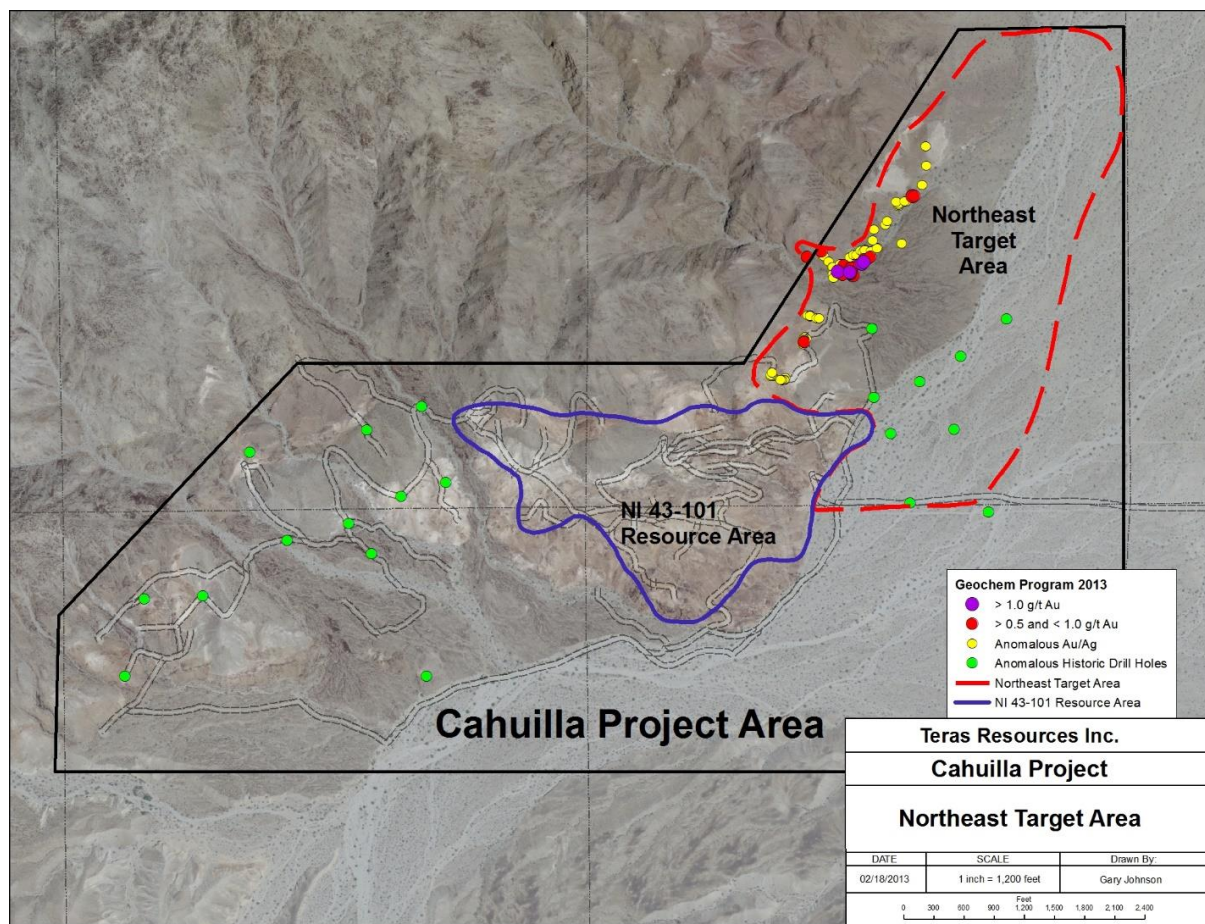 Northeast
Target
Area
NI 43-101
Resource Area
Cahuilla Project Area
Geochem Program 2013
> 1.0 g/t Au
> 0.5 and < 1.0 g/t Au
Anomalous Au/Ag
Anomalous Historic Drill Holes
Northeast Target Area
NI 43-101 Resource Area
Teras Resources Inc.
Cahuilla Project
Northeast Target Area
DATE SCALE Drawn By:
02/18/2013 1 inch = 1,200 feet Gary Johnson
Feet
0 300 600 900 1,200 1,500 1,800 2,100 2,400